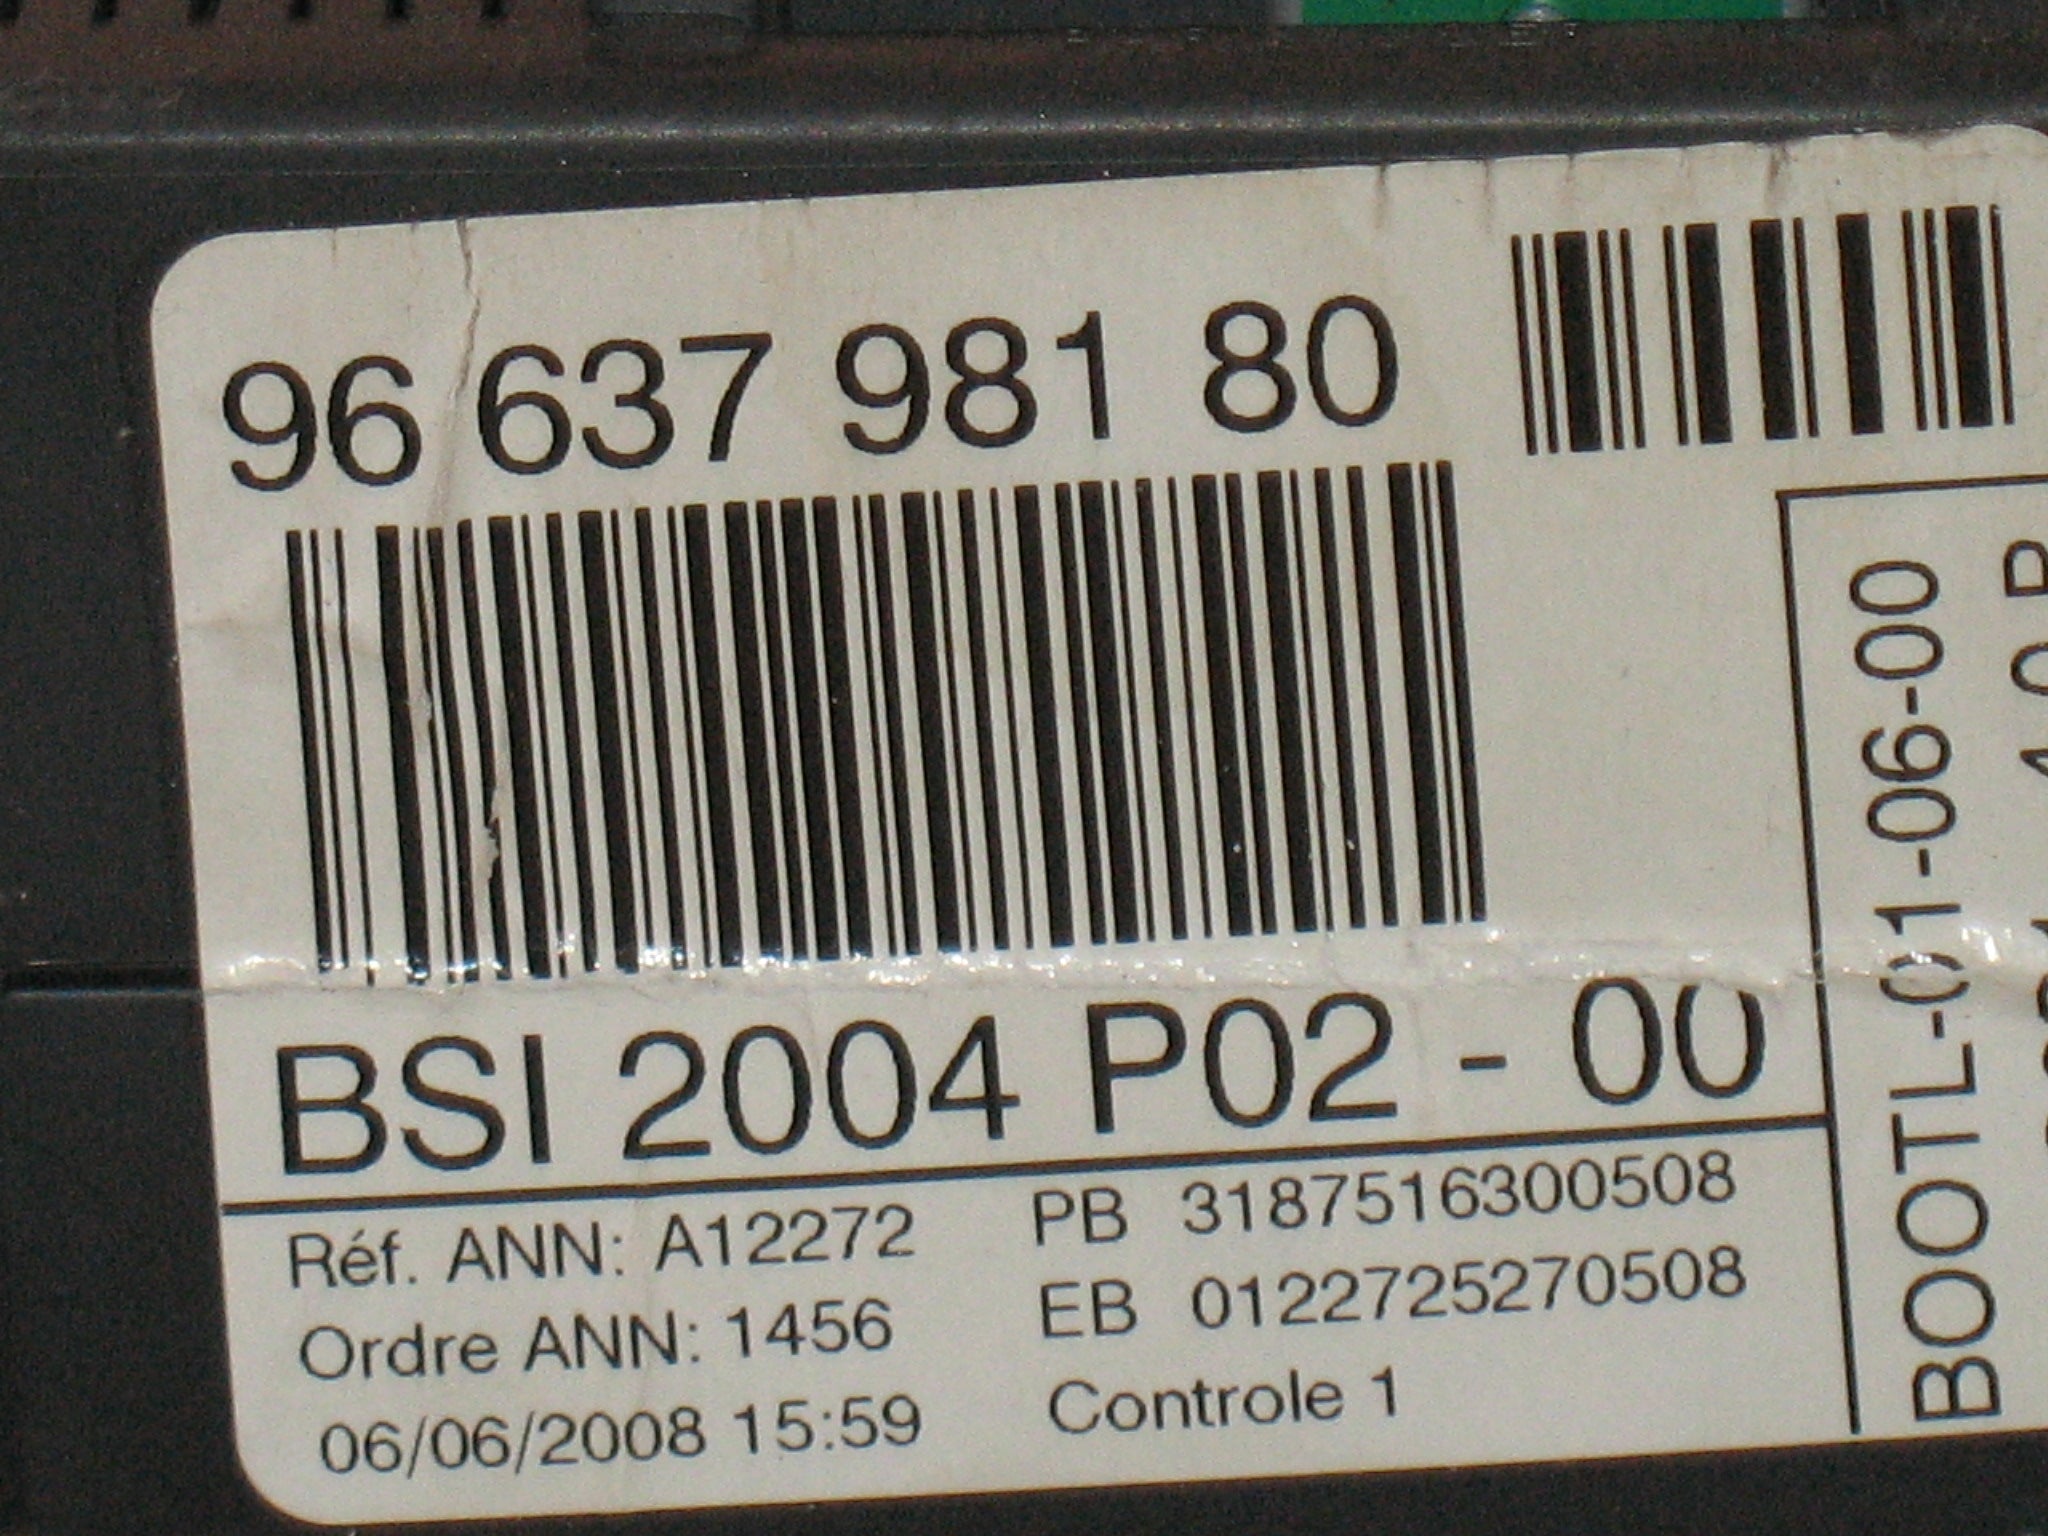 96 637 981 80
BSI 2004 P02 - 00
Réf. ANN: A12272
Ordre ANN: 1456
06/06/2008 15:59
PB 3187516300508
EB 0122725270508
Controle 1
BOOTL-01-06-00